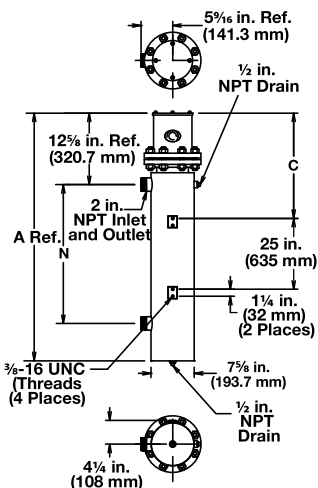 5⁹⁄₁₆ in. Ref.
(141.3 mm)
½ in.
NPT Drain
12⅝ in. Ref.
(320.7 mm)
C
2 in.
NPT Inlet
and Outlet
A Ref.
N
25 in.
(635 mm)
1¼ in.
(32 mm)
(2 Places)
⅜-16 UNC
(Threads
(4 Places)
7⅝ in.
(193.7 mm)
½ in.
NPT
Drain
4¼ in.
(108 mm)